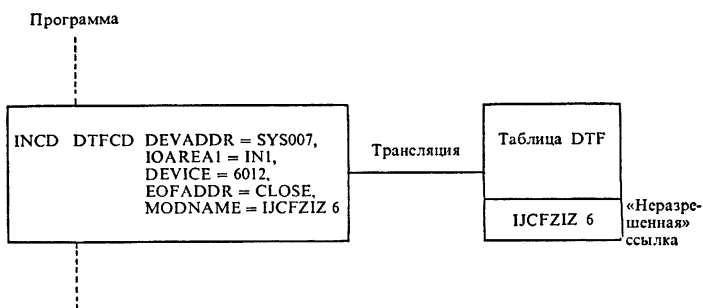 Программа
INCD DTFCD DEVADDR = SYS007,
IOAREA1 = IN1,
DEVICE = 6012,
EOFADDR = CLOSE,
MODNAME = IJCFZIZ 6
Трансляция
Таблица DTF
IJCFZIZ 6
«Неразре-
шенная»
ссылка